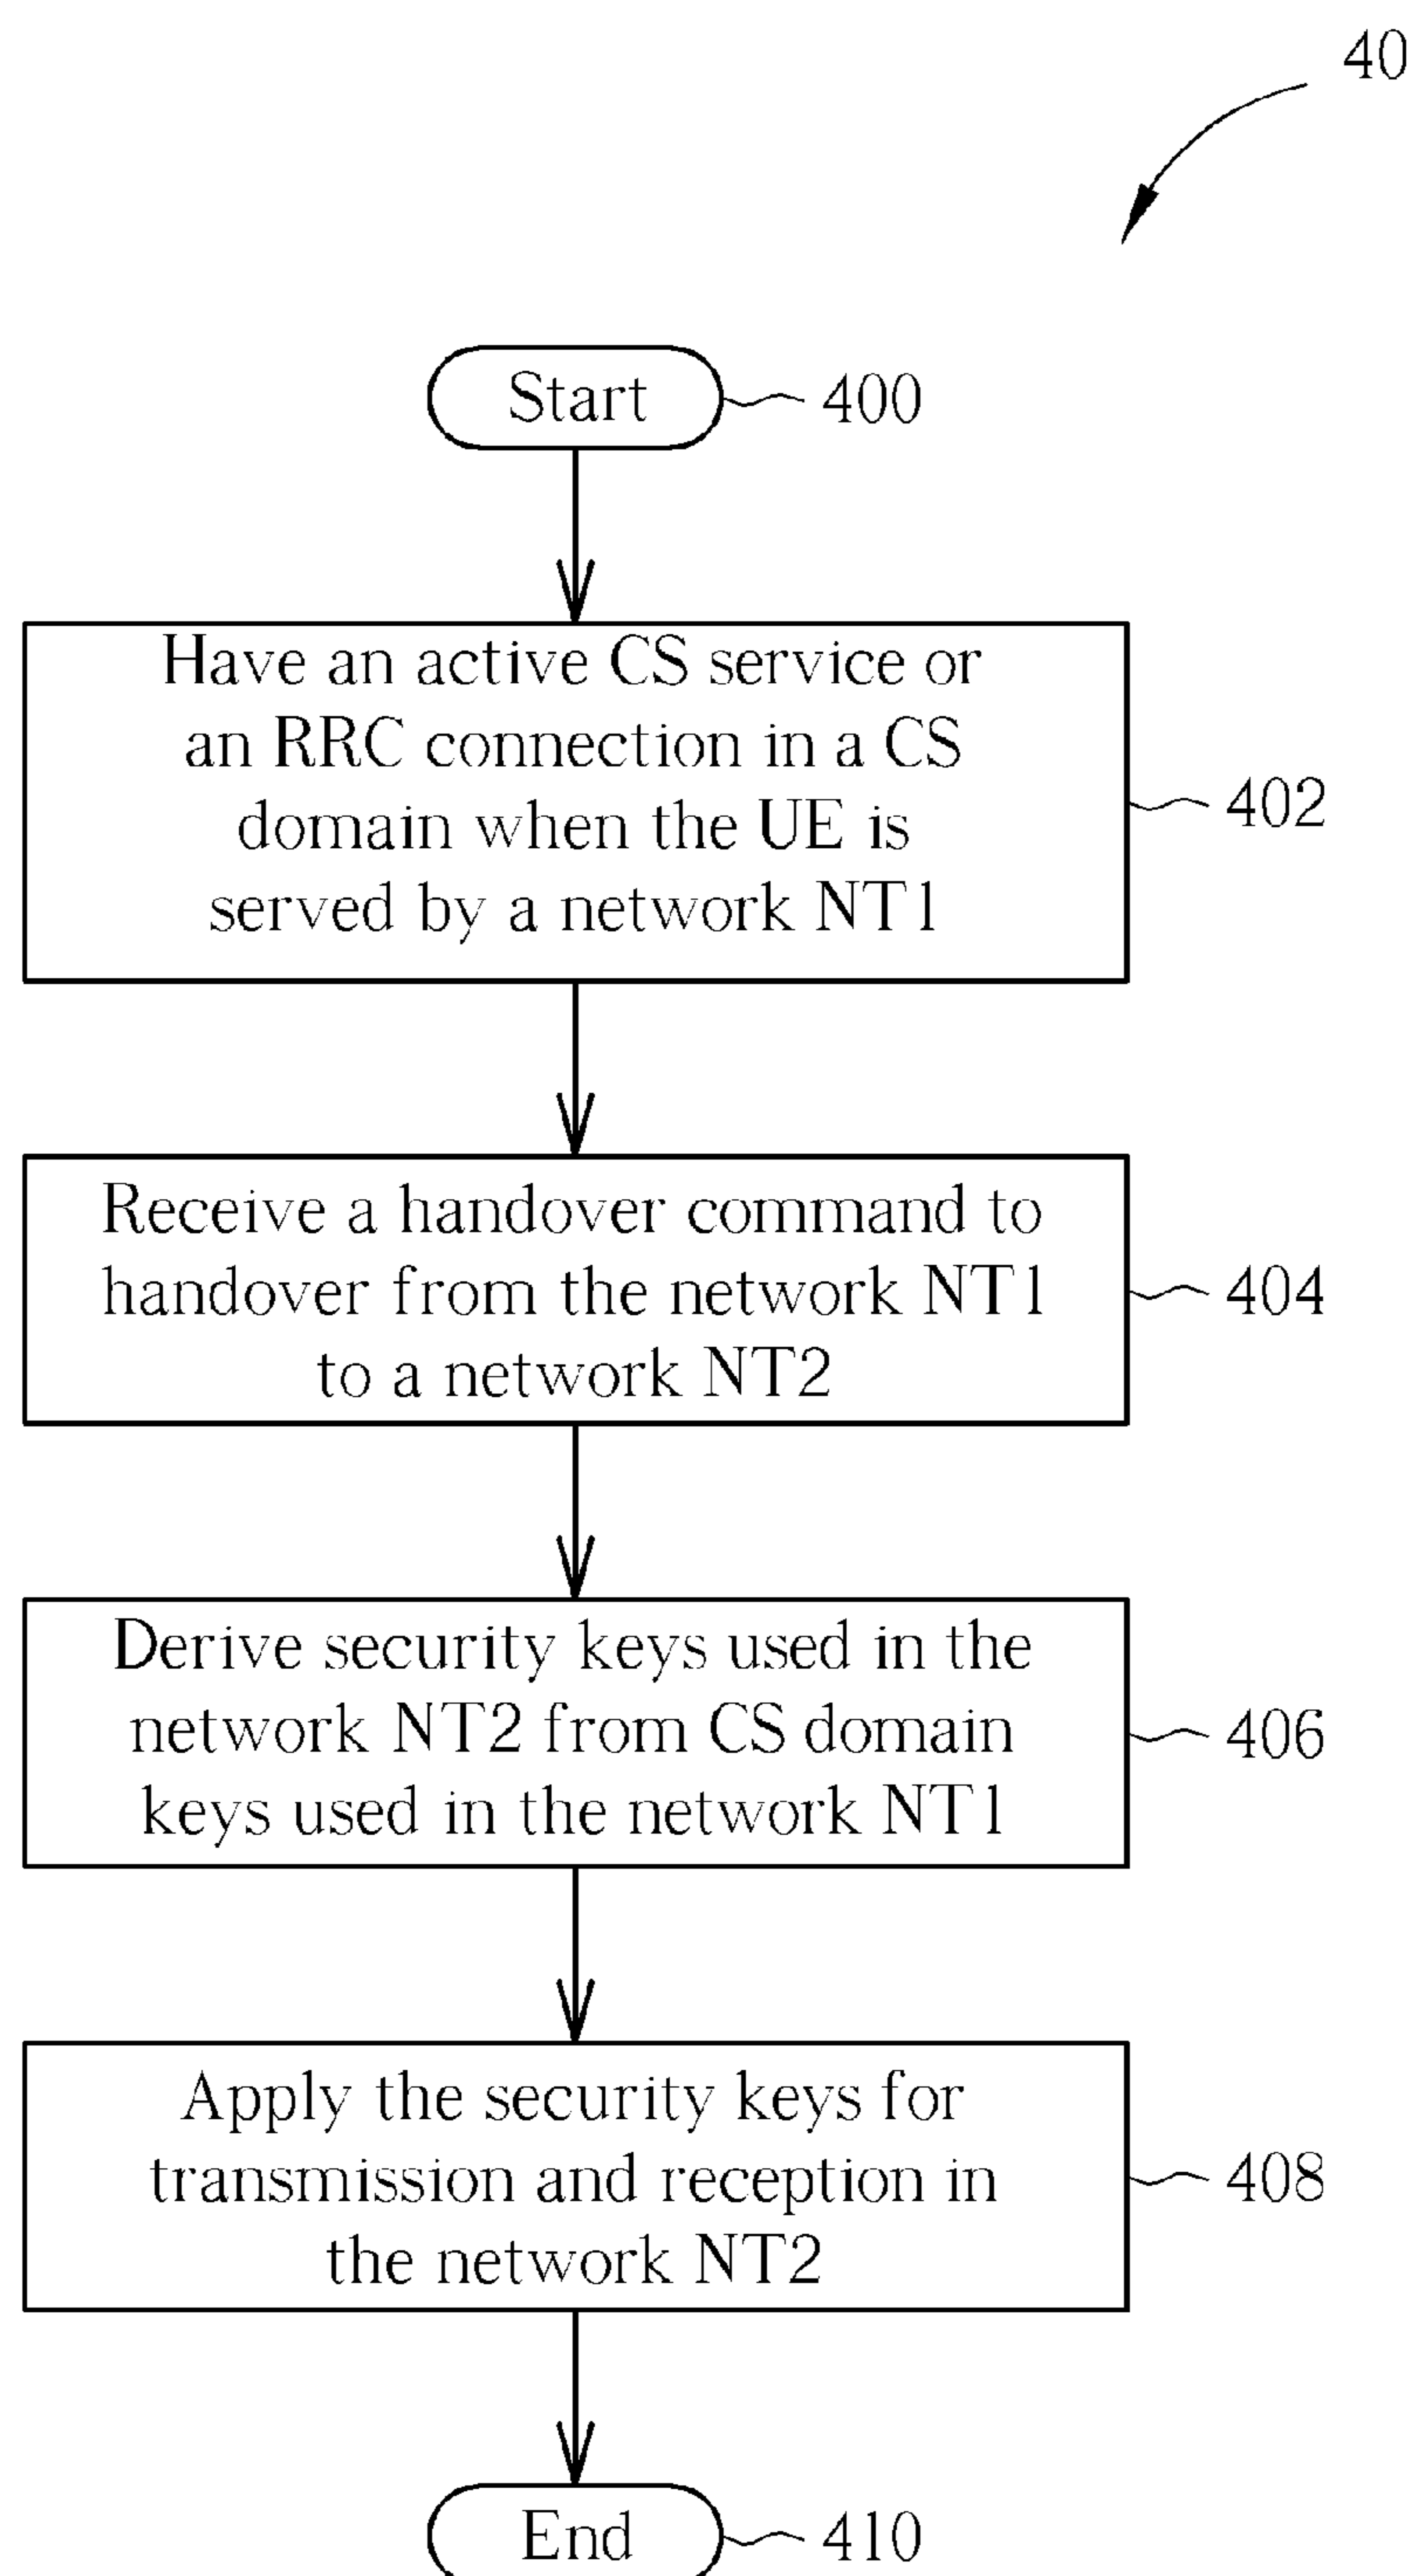 40
Start
400
Have an active CS service or
an RRC connection in a CS
domain when the UE is
served by a network NT1
402
Receive a handover command to
handover from the network NT1
to a network NT2
404
Derive security keys used in the
network NT2 from CS domain
keys used in the network NT1
406
Apply the security keys for
transmission and reception in
the network NT2
408
End
410